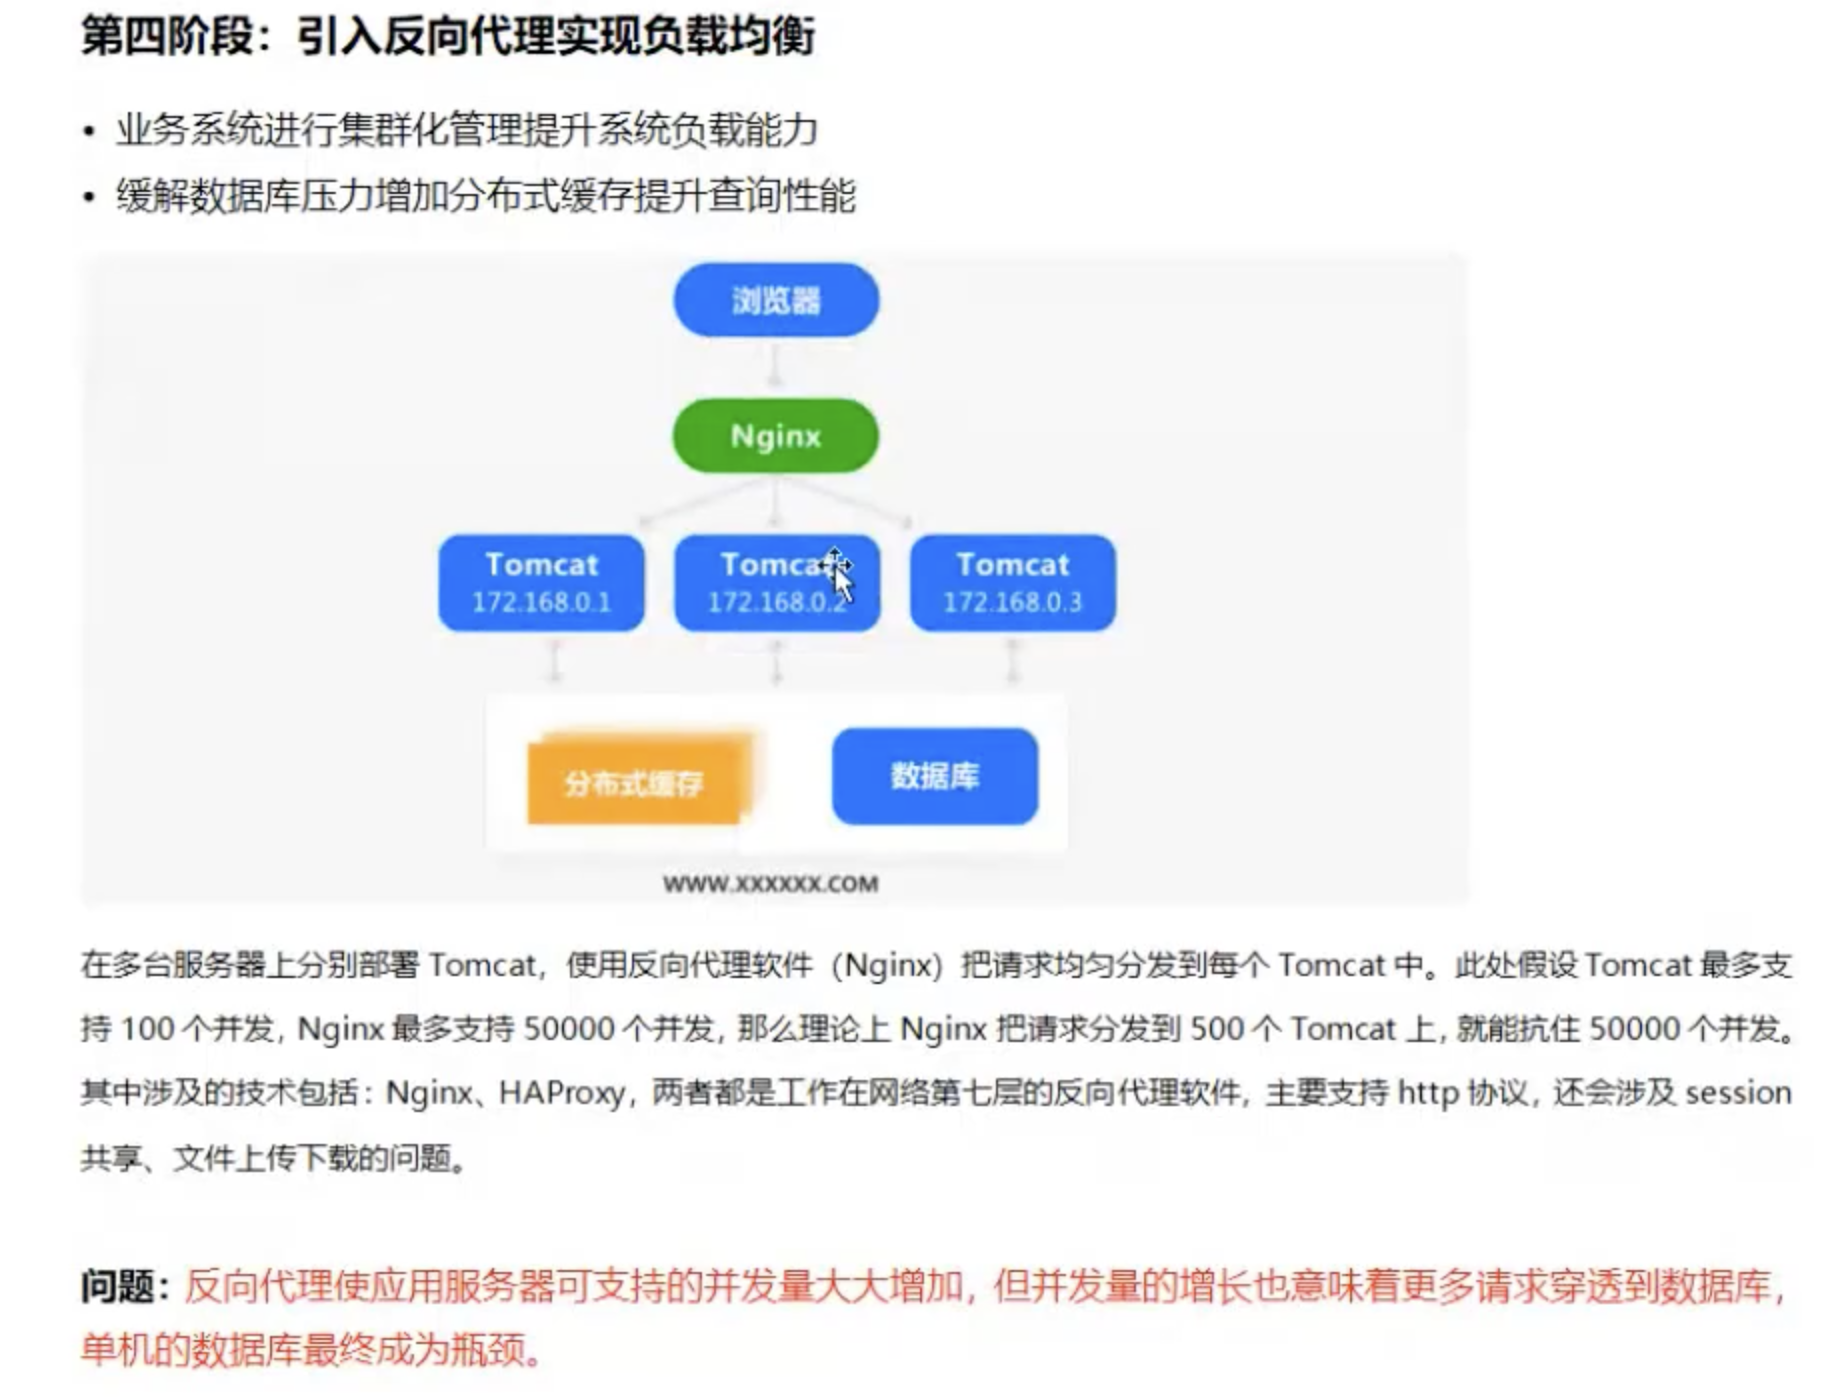 第四阶段：引入反向代理实现负载均衡
• 业务系统进行集群化管理提升系统负载能力
• 缓解数据库压力增加分布式缓存提升查询性能
浏览器
Nginx
Tomcat Tomcat Tomcat
172.168.0.1 172.168.0.2 172.168.0.3
分布式缓存 数据库
WWW.XXXXXX.COM
在多台服务器上分别部署 Tomcat，使用反向代理软件（Nginx）把请求均匀分发到每个 Tomcat 中。此处假设 Tomcat 最多支
持 100 个并发，Nginx 最多支持 50000 个并发，那么理论上 Nginx 把请求分发到 500 个 Tomcat 上，就能抗住 50000 个并发。
其中涉及的技术包括：Nginx、HAProxy，两者都是工作在网络第七层的反向代理软件，主要支持 http 协议，还会涉及 session
共享、文件上传下载的问题。
问题：反向代理使应用服务器可支持的并发量大大增加，但并发量的增长也意味着更多请求穿透到数据库，
单机的数据库最终成为瓶颈。